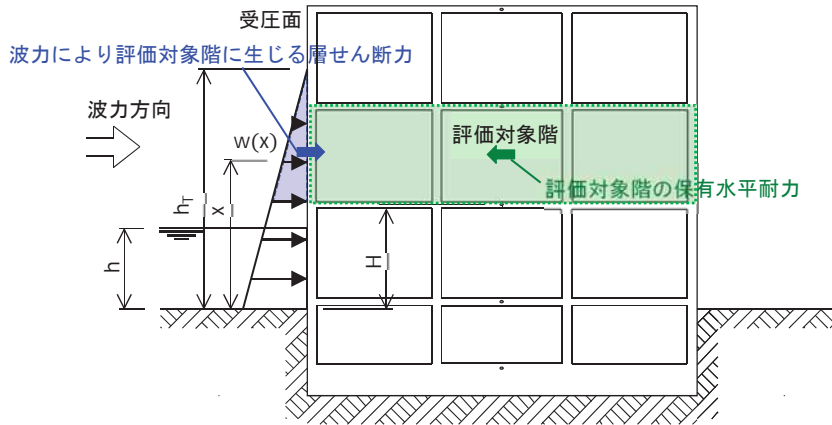 受圧面
波力により評価対象階に生じる層せん断力
波力方向
w(x)
評価対象階
評価対象階の保有水平耐力
hT
x
h
H